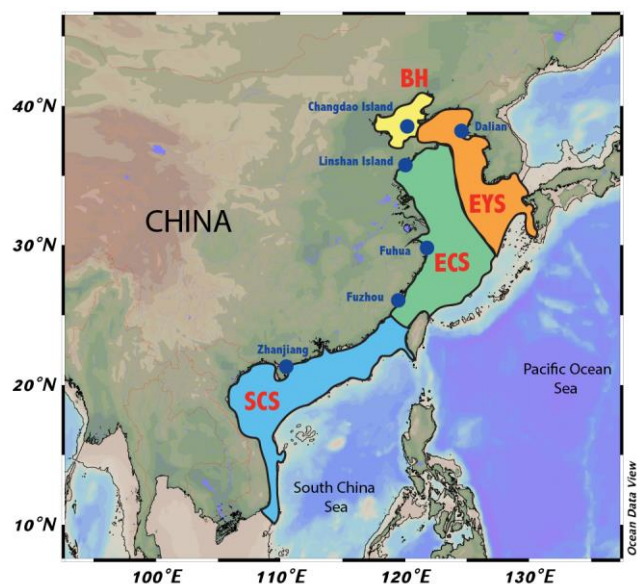 BH
40°N
Changdao Island
Dalian
Linshan Island
EYS
CHINA
30°N
Fuhua
ECS
Fuzhou
Zhanjiang
Pacific Ocean
Sea
20°N
SCS
South China
Sea
10°N
100°E
110°E
120°E
130°E
Ocean Data View